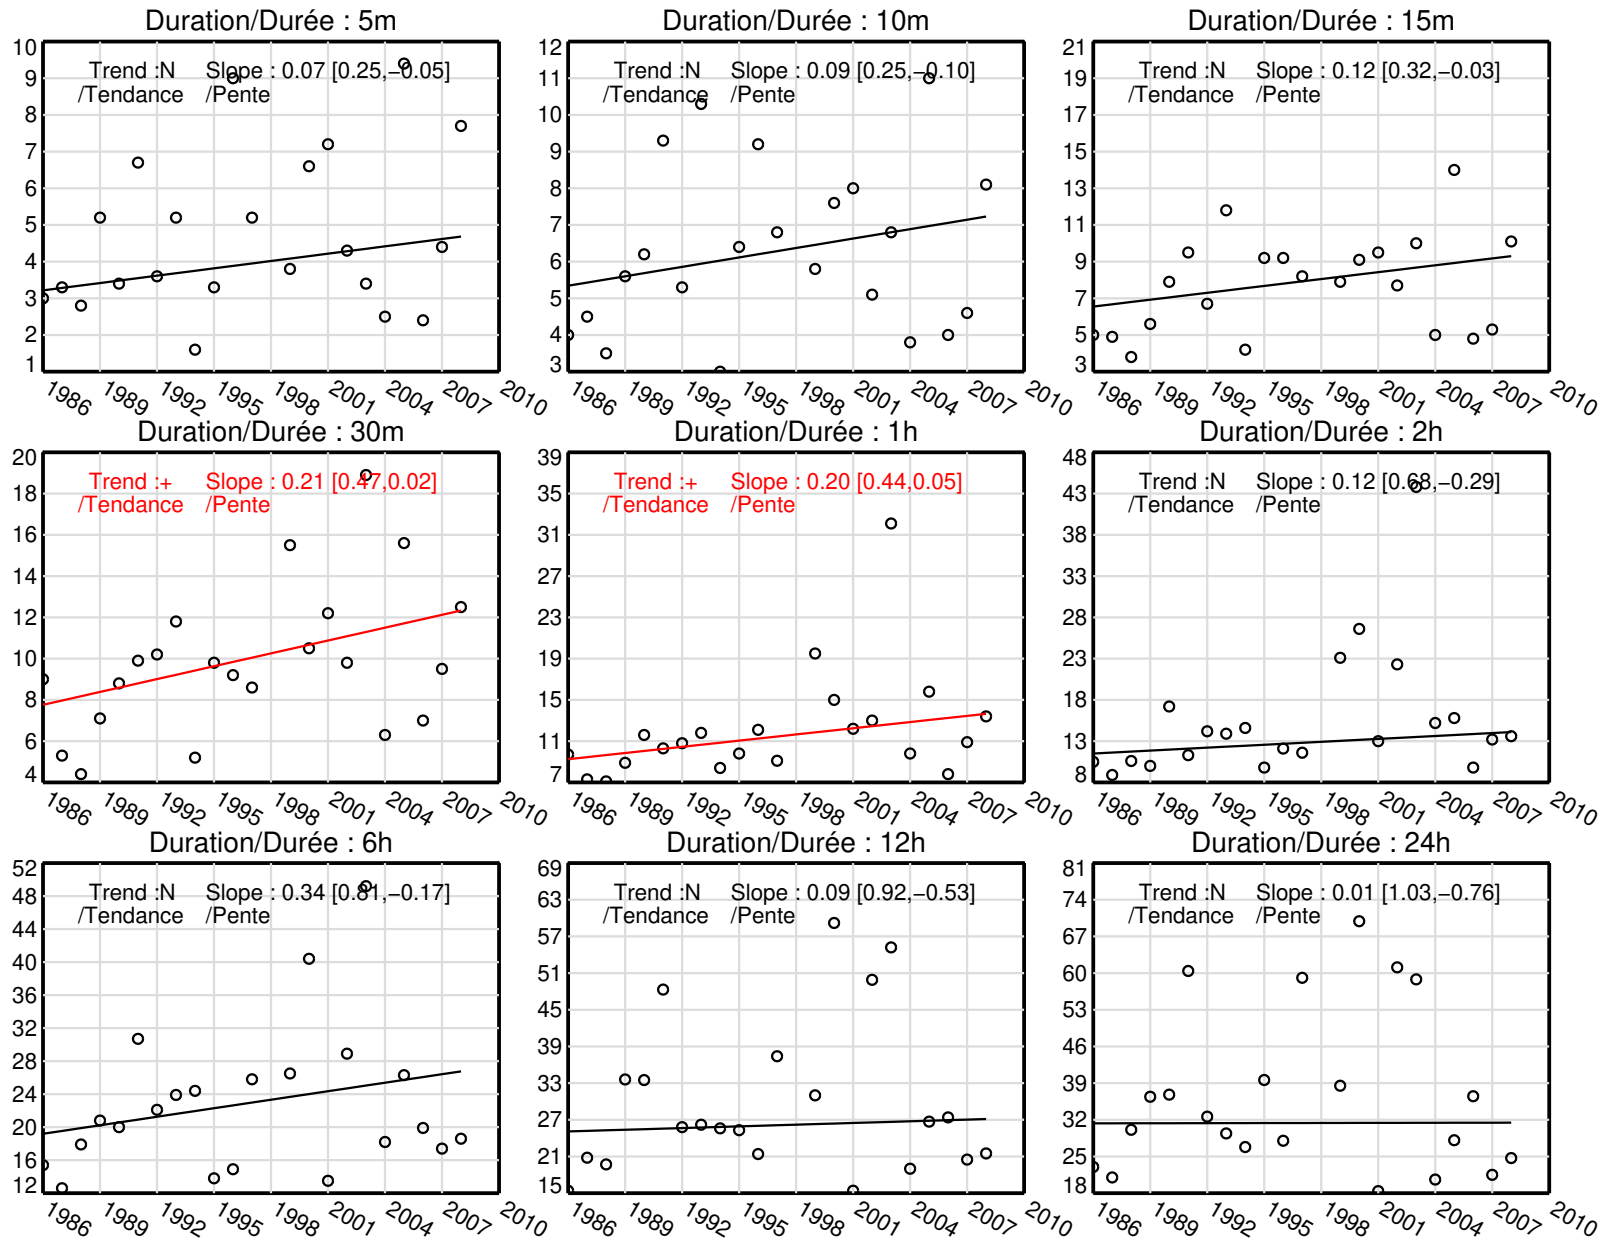 Duration/Durée : 5m
Trend :N Slope : 0.07 [0.25,−0.05]
/Tendance /Pente
10
9
8
7
6
5
4
3
2
1
1986 1989 1992 1995 1998 2001 2004 2007 2010
Duration/Durée : 10m
Trend :N Slope : 0.09 [0.25,−0.10]
/Tendance /Pente
12
11
10
9
8
7
6
5
4
3
1986 1989 1992 1995 1998 2001 2004 2007 2010
Duration/Durée : 15m
Trend :N Slope : 0.12 [0.32,−0.03]
/Tendance /Pente
21
19
17
15
13
11
9
7
5
3
1986 1989 1992 1995 1998 2001 2004 2007 2010
Duration/Durée : 30m
Trend :+ Slope : 0.21 [0.47,0.02]
/Tendance /Pente
20
18
16
14
12
10
8
6
4
1986 1989 1992 1995 1998 2001 2004 2007 2010
Duration/Durée : 1h
Trend :+ Slope : 0.20 [0.44,0.05]
/Tendance /Pente
39
35
31
27
23
19
15
11
7
1986 1989 1992 1995 1998 2001 2004 2007 2010
Duration/Durée : 2h
Trend :N Slope : 0.12 [0.68,−0.29]
/Tendance /Pente
48
43
38
33
28
23
18
13
8
1986 1989 1992 1995 1998 2001 2004 2007 2010
Duration/Durée : 6h
Trend :N Slope : 0.34 [0.81,−0.17]
/Tendance /Pente
52
48
44
40
36
32
28
24
20
16
12
1986 1989 1992 1995 1998 2001 2004 2007 2010
Duration/Durée : 12h
Trend :N Slope : 0.09 [0.92,−0.53]
/Tendance /Pente
69
63
57
51
45
39
33
27
21
15
1986 1989 1992 1995 1998 2001 2004 2007 2010
Duration/Durée : 24h
Trend :N Slope : 0.01 [1.03,−0.76]
/Tendance /Pente
81
74
67
60
53
46
39
32
25
18
1986 1989 1992 1995 1998 2001 2004 2007 2010